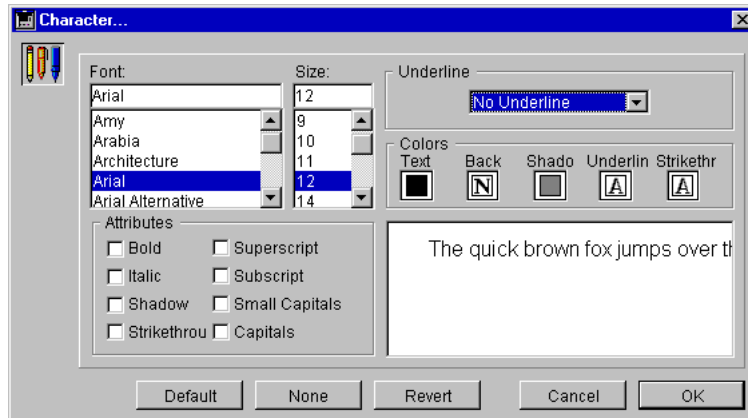 Character...
Font:
Arial
Amy
Arabia
Architecture
Arial
Arial Alternative
Size:
12
9
10
11
12
14
Underline
No Underline
Colors
Text Back Shado Underlin Strikethr
N A A
Attributes
Bold Superscript
Italic Subscript
Shadow Small Capitals
Strikethrou Capitals
The quick brown fox jumps over th
Default None Revert Cancel OK